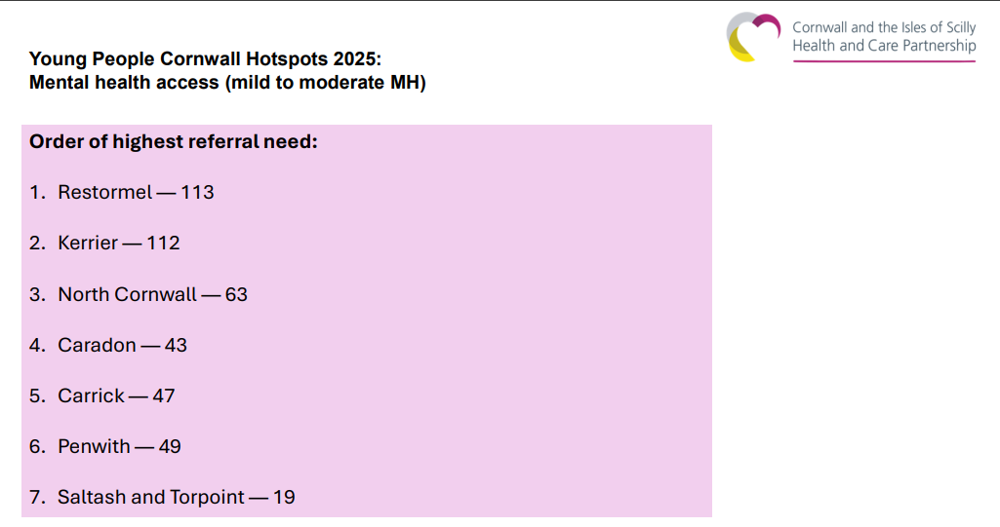 Cornwall and the Isles of Scilly
Health and Care Partnership
Young People Cornwall Hotspots 2025:
Mental health access (mild to moderate MH)
Order of highest referral need:
1. Restormel — 113
2. Kerrier — 112
3. North Cornwall — 63
4. Caradon — 43
5. Carrick — 47
6. Penwith — 49
7. Saltash and Torpoint — 19